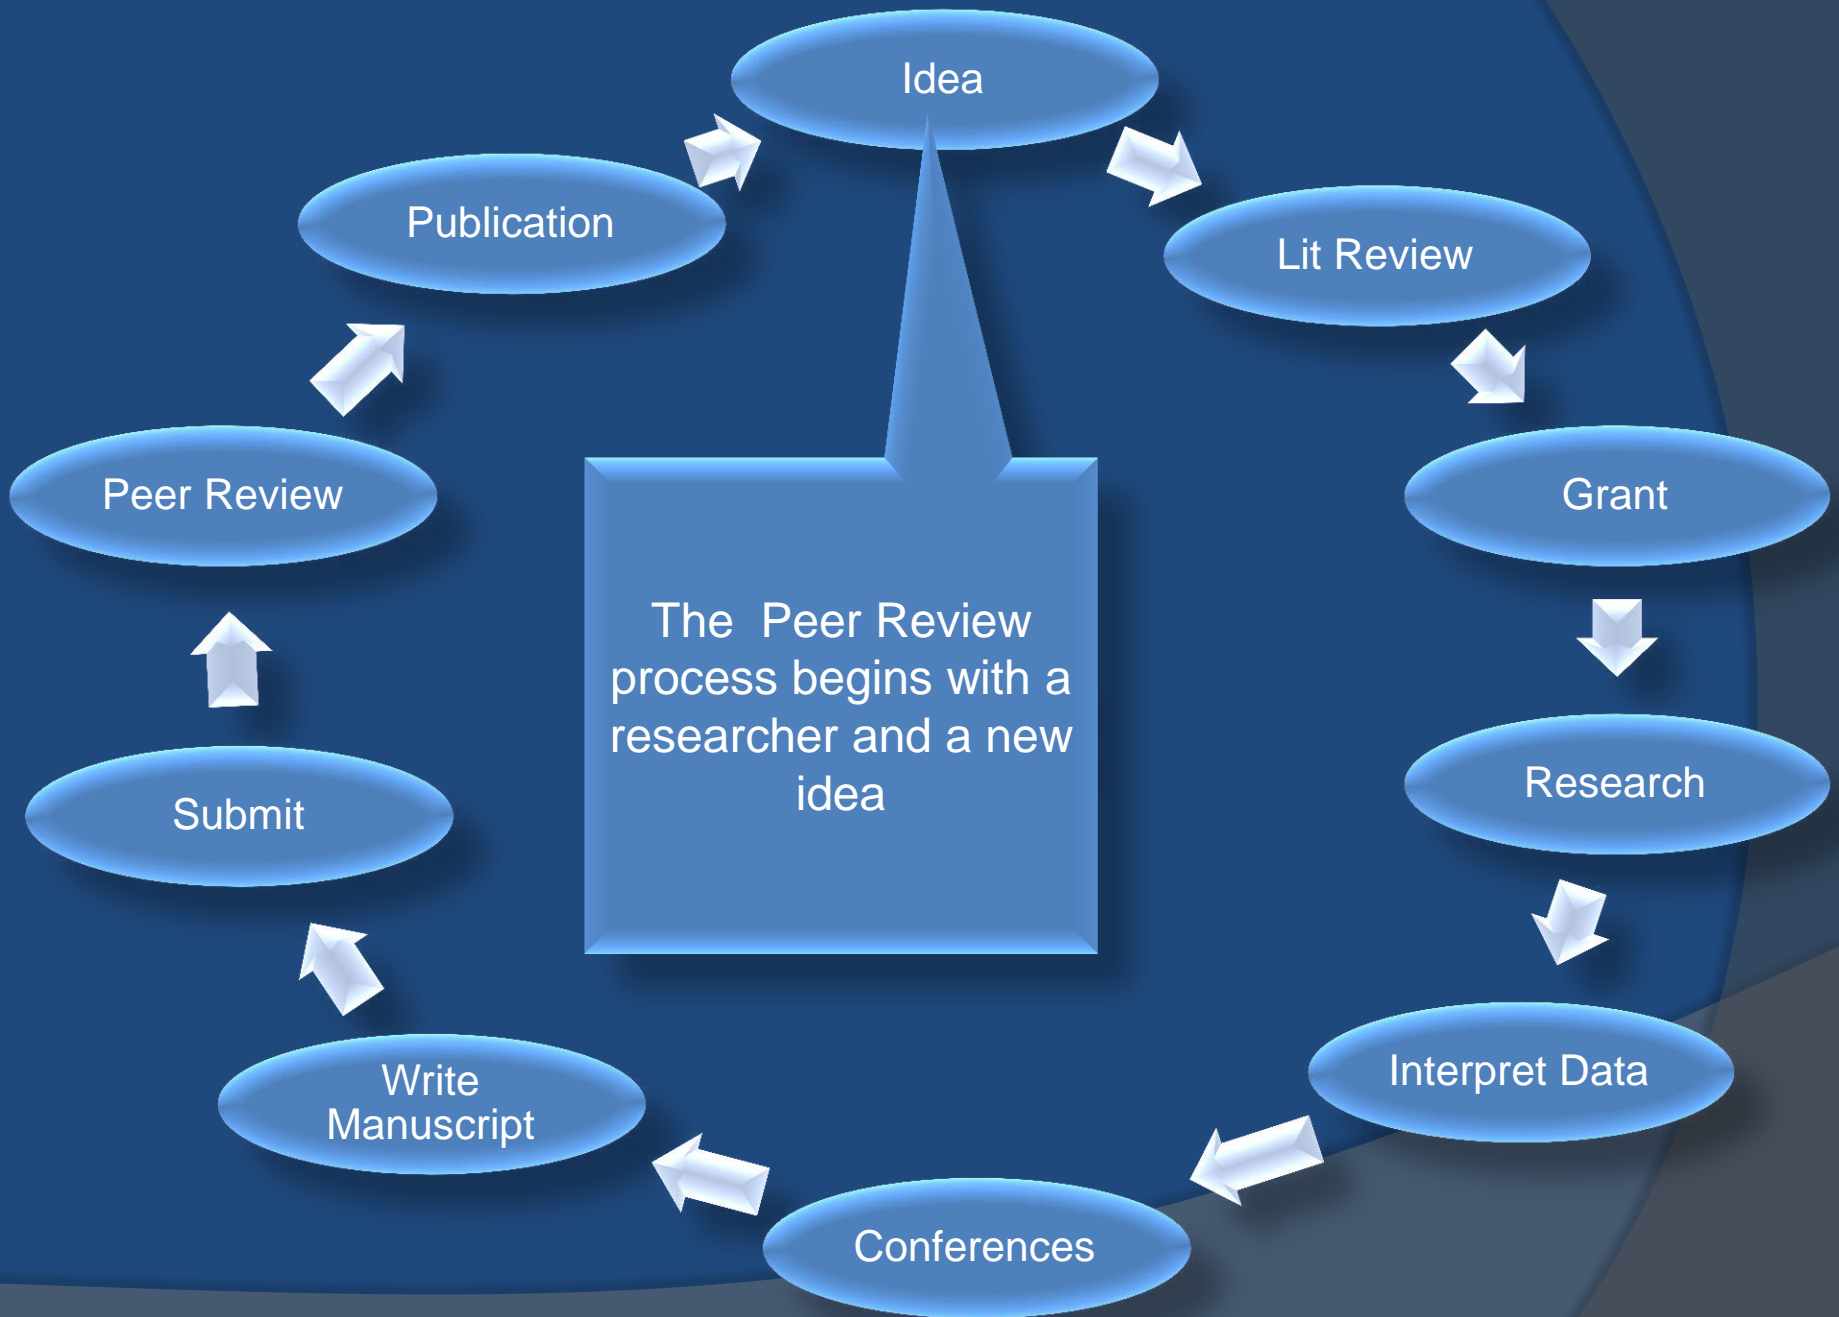 Idea
Lit Review
Grant
Research
Interpret Data
Conferences
Write
Manuscript
Submit
Peer Review
Publication
The  Peer Review
process begins with a
researcher and a new
idea